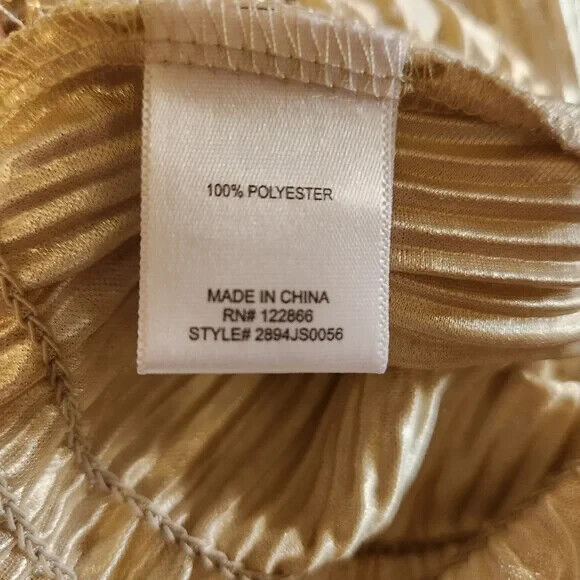 100% POLYESTER
MADE IN CHINA
RN# 122866
STYLE# 2894JS0056